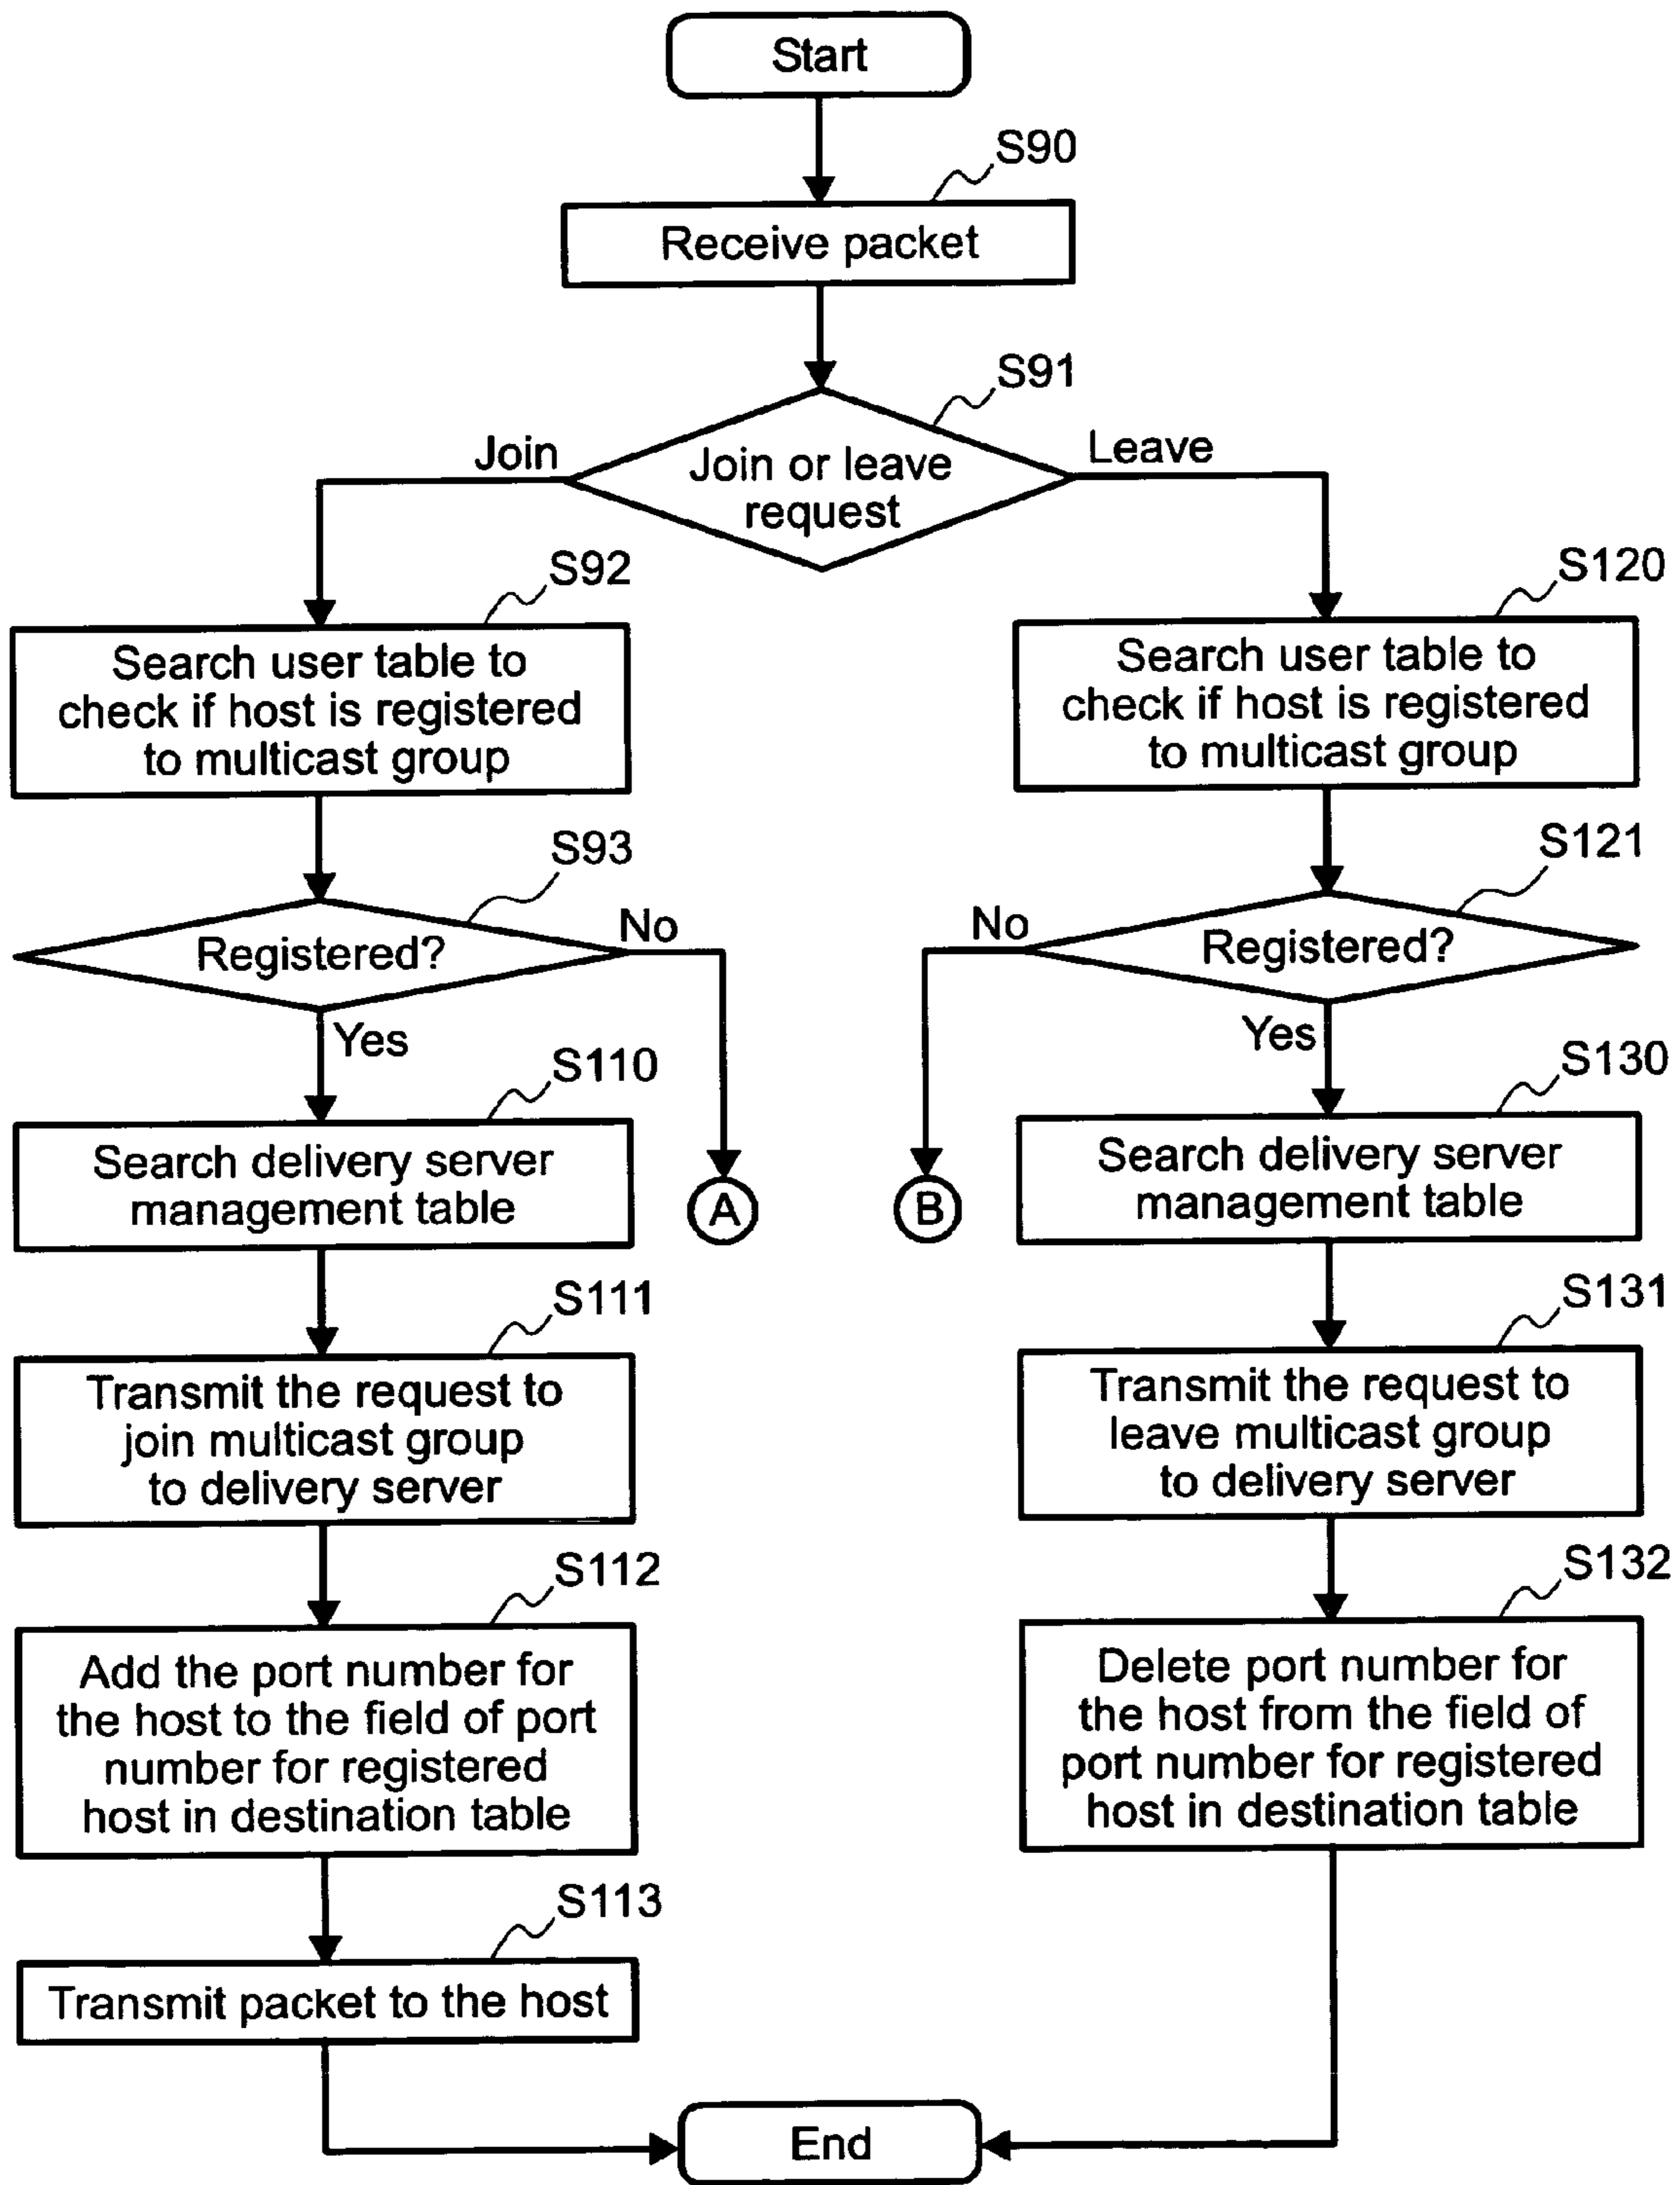 Start
S90
Receive packet
S91
Join
Join or leave
request
Leave
S92
Search user table to
check if host is registered
to multicast group
S93
Registered?
No
Yes
A
S110
Search delivery server
management table
S111
Transmit the request to
join multicast group
to delivery server
S112
Add the port number for
the host to the field of port
number for registered
host in destination table
S113
Transmit packet to the host
S120
Search user table to
check if host is registered
to multicast group
S121
Registered?
No
Yes
B
S130
Search delivery server
management table
S131
Transmit the request to
leave multicast group
to delivery server
S132
Delete port number for
the host from the field of
port number for registered
host in destination table
End